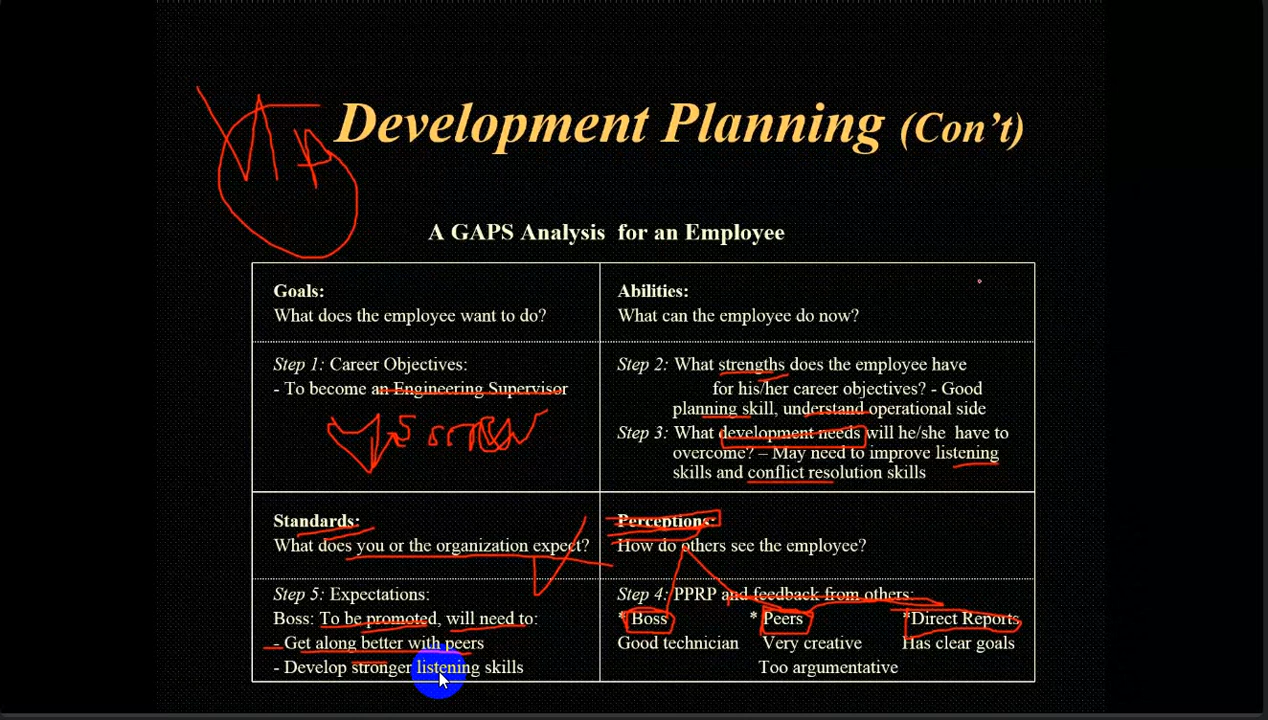 Development Planning (Con't)
A GAPS Analysis for an Employee
Goals:
What does the employee want to do?
Step 1: Career Objectives:
- To become an Engineering Supervisor
Abilities:
What can the employee do now?
Step 2: What strengths does the employee have
for his/her career objectives? - Good
planning skill, understand operational side
Step 3: What development needs will he/she have to
overcome? – May need to improve listening
skills and conflict resolution skills
Standards:
What does you or the organization expect?
Step 5: Expectations:
Boss: To be promoted, will need to:
- Get along better with peers
- Develop stronger listening skills
Perceptions:
How do others see the employee?
Step 4: PPRP and feedback from others:
* Boss * Peers *Direct Reports
Good technician Very creative Has clear goals
Too argumentative